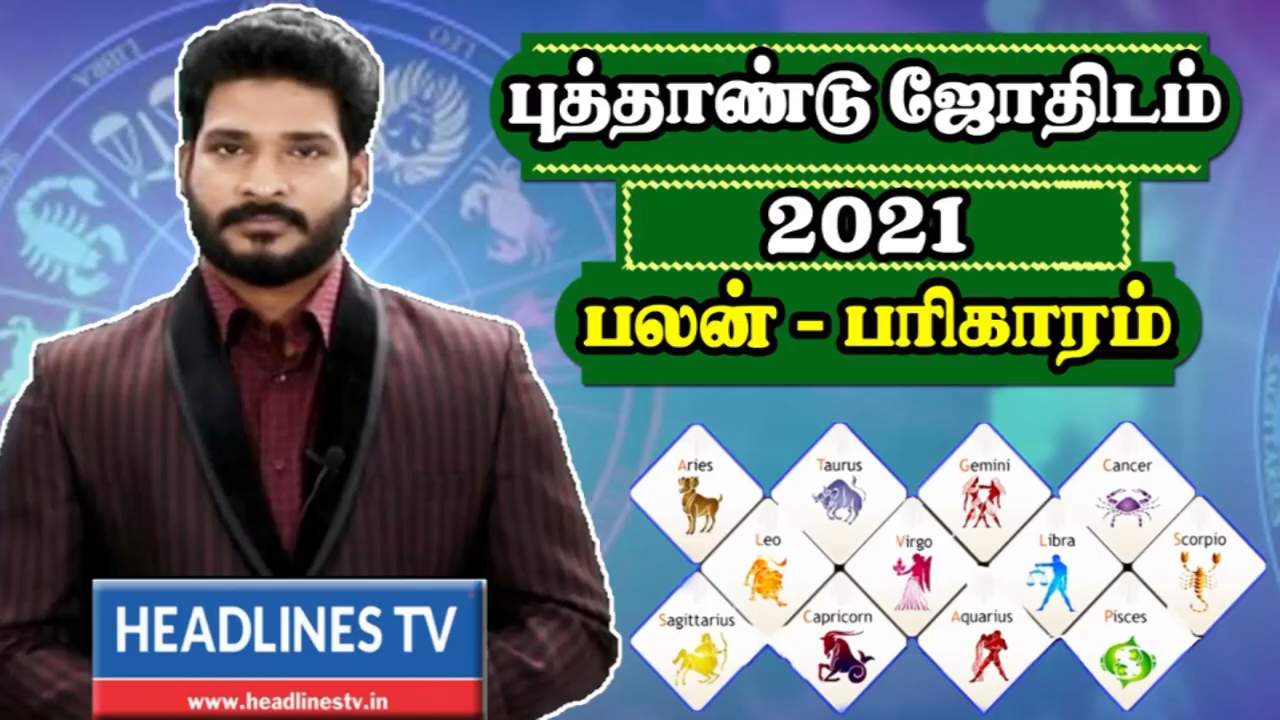 புத்தாண்டு ஜோதிடம்
2021
பலன் - பரிகாரம்
Aries Taurus Gemini Cancer
Leo Virgo Libra Scorpio
Sagittarius Capricorn Aquarius Pisces
HEADLINES TV
www.headlinestv.in